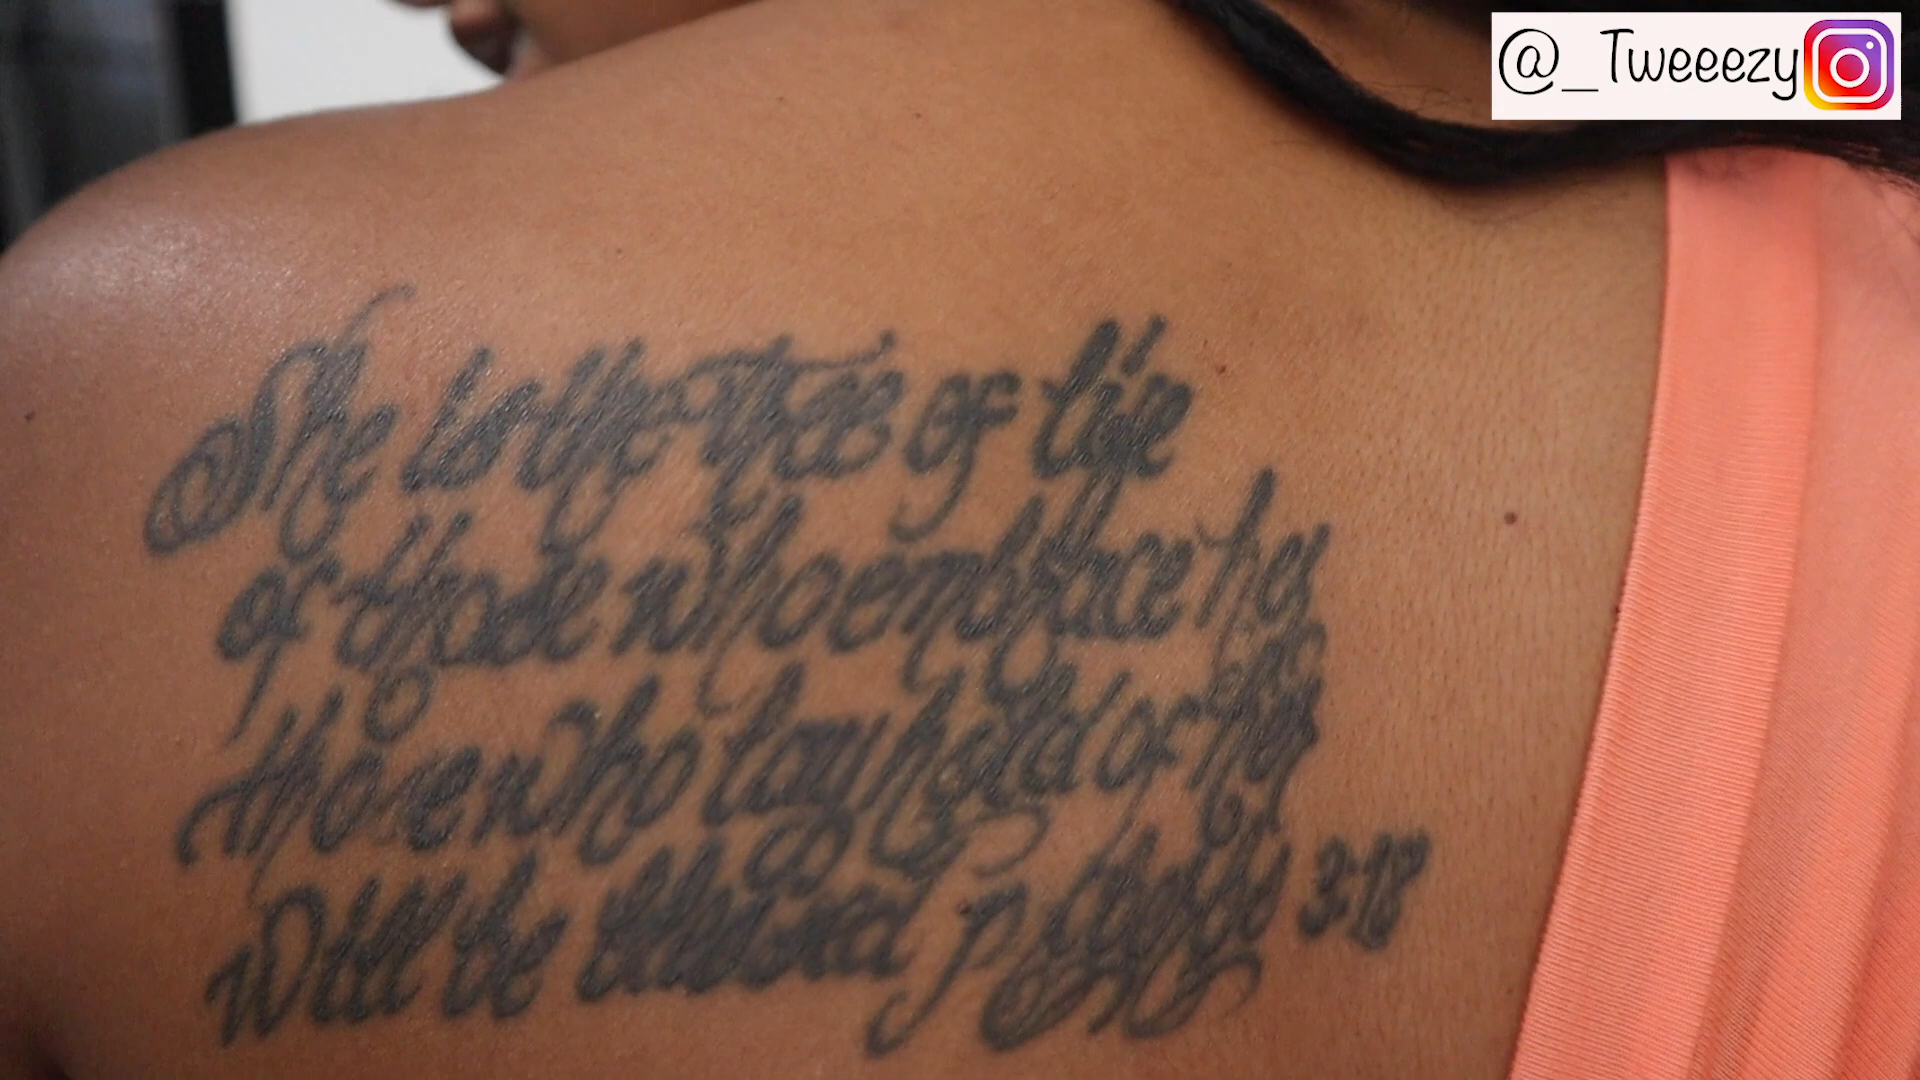 @_Tweeezy
She is the tree of life
of those who embrace her
those who lay hold of her
will be blessed 3:18